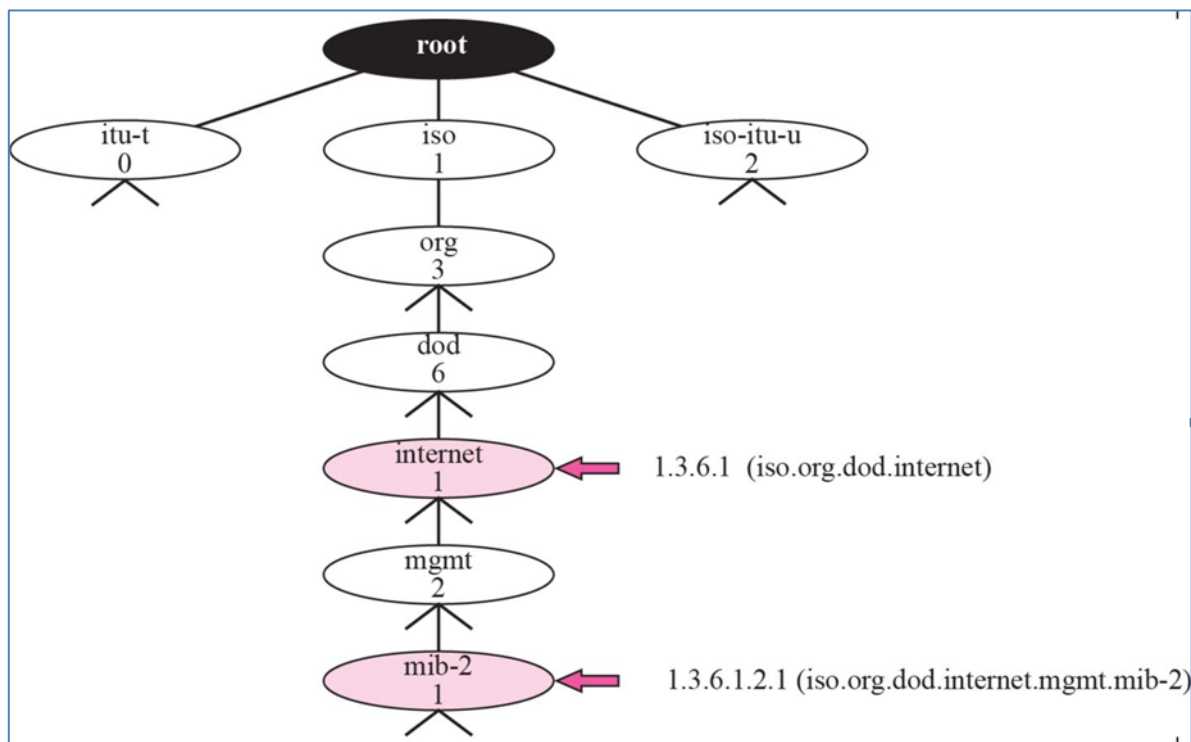 root
itu-t
0
iso
1
iso-itu-u
2
org
3
dod
6
internet
1
1.3.6.1 (iso.org.dod.internet)
mgmt
2
mib-2
1
1.3.6.1.2.1 (iso.org.dod.internet.mgmt.mib-2)